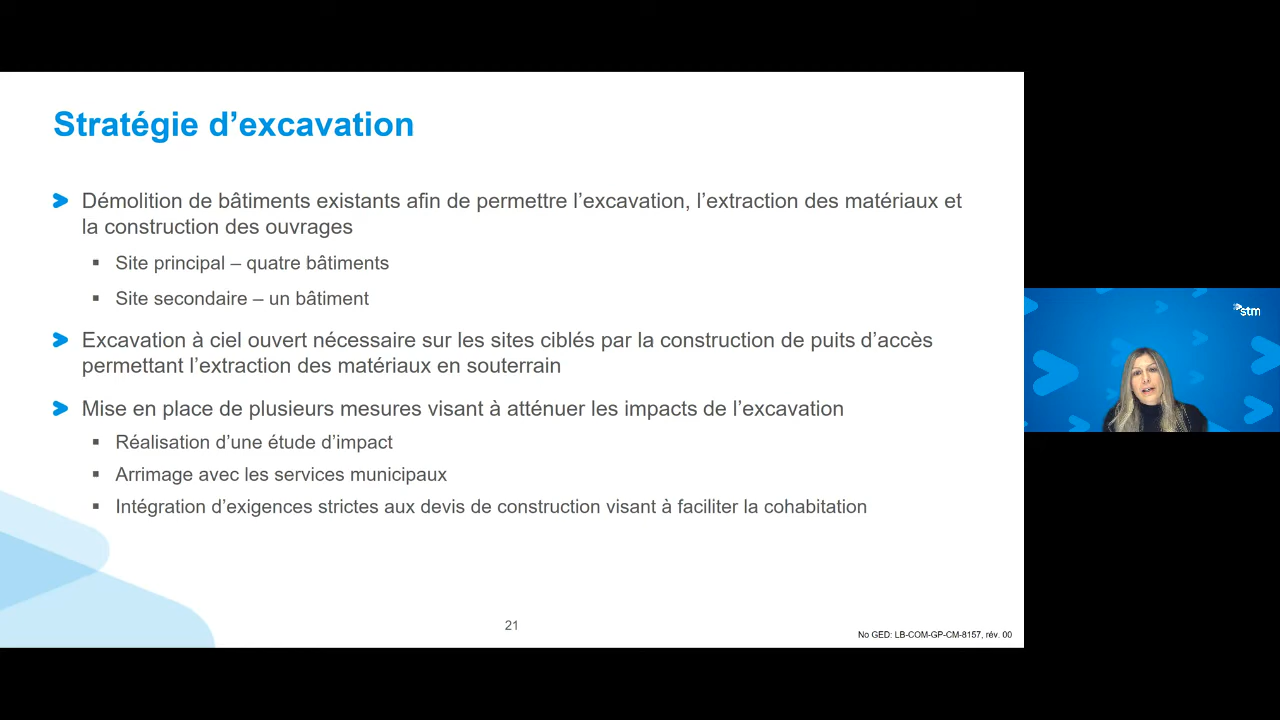 Stratégie d’excavation
Démolition de bâtiments existants afin de permettre l’excavation, l’extraction des matériaux et
la construction des ouvrages
Site principal – quatre bâtiments
Site secondaire – un bâtiment
Excavation à ciel ouvert nécessaire sur les sites ciblés par la construction de puits d’accès
permettant l’extraction des matériaux en souterrain
Mise en place de plusieurs mesures visant à atténuer les impacts de l’excavation
Réalisation d’une étude d’impact
Arrimage avec les services municipaux
Intégration d’exigences strictes aux devis de construction visant à faciliter la cohabitation
21
No GED: LB-COM-GP-CM-8157, rév. 00
stm